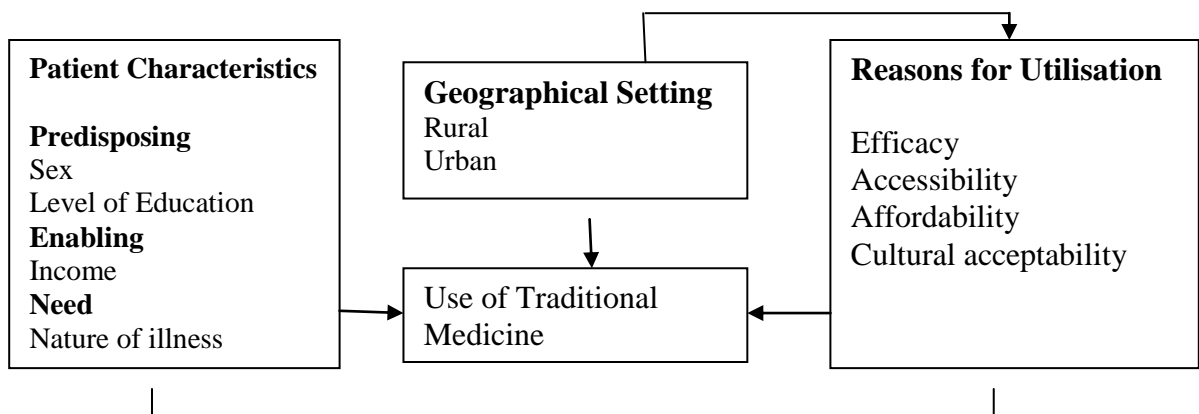 Patient Characteristics
Predisposing
Sex
Level of Education
Enabling
Income
Need
Nature of illness
Geographical Setting
Rural
Urban
Use of Traditional
Medicine
Reasons for Utilisation
Efficacy
Accessibility
Affordability
Cultural acceptability